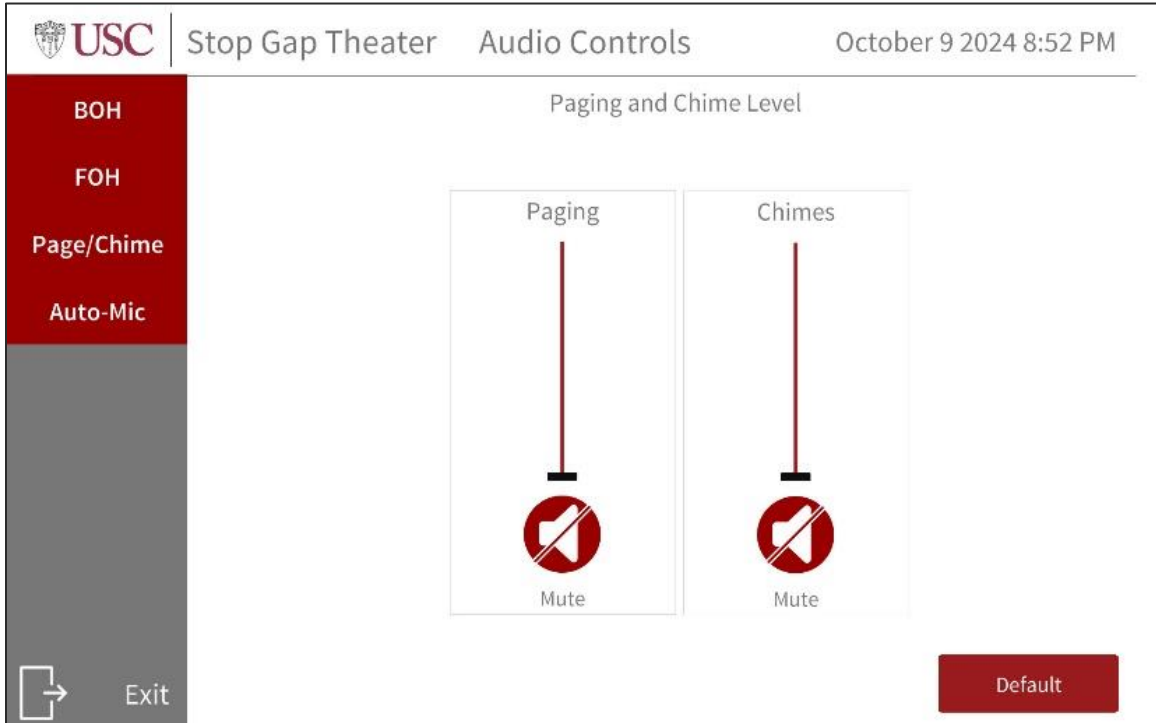 USC Stop Gap Theater Audio Controls October 9 2024 8:52 PM
BOH
FOH
Page/Chime
Auto-Mic
Exit
Paging and Chime Level
Paging
Mute
Chimes
Mute
Default